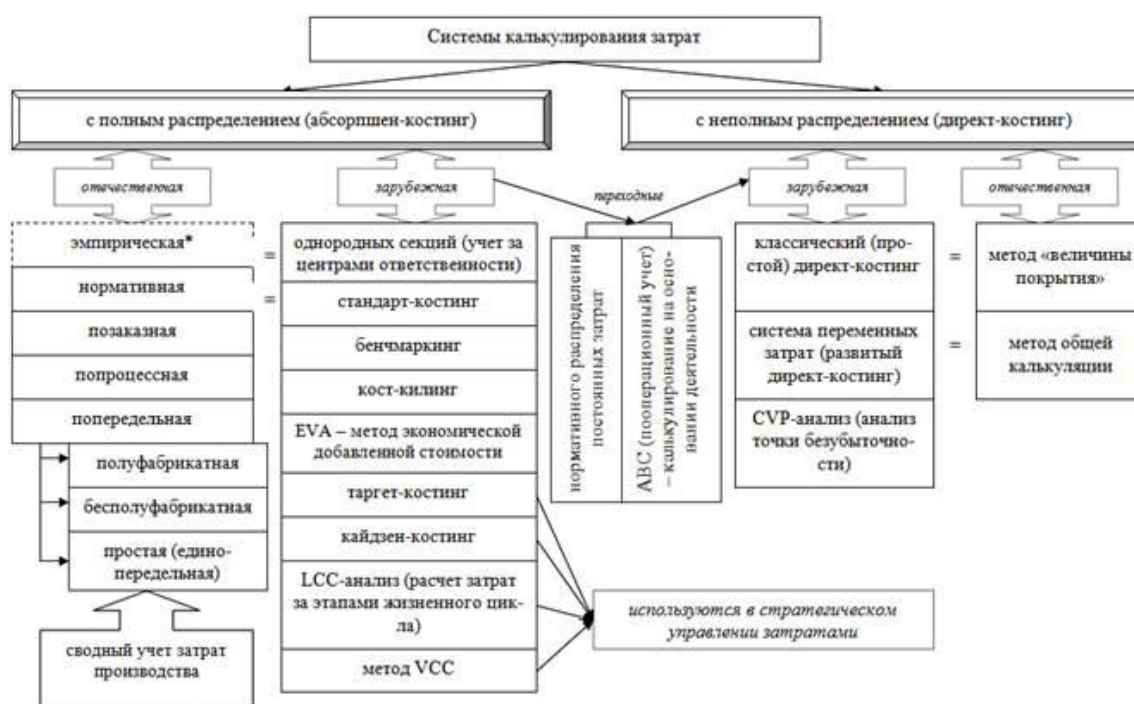 Системы калькулирования затрат
с полным распределением (абсорпшен-костинг)
с неполным распределением (директ-костинг)
отечественная
зарубежная
переходные
зарубежная
отечественная
эмпирическая*
нормативная
позаказная
попроцессная
попередельная
полуфабрикатная
бесполуфабрикатная
простая (едино-
передельная)
сводный учет затрат
производства
=
=
однородных секций (учет за
центрами ответственности)
стандарт-костинг
бенчмаркинг
кост-килинг
EVA – метод экономической
добавленной стоимости
таргет-костинг
кайдзен-костинг
LCC-анализ (расчет затрат
за этапами жизненного цик-
ла)
метод VCC
нормативного распределения
постоянных затрат
ABC (пооперационный учет)
– калькулирование на осно-
вании деятельности
классический (про-
стой) директ-костинг
система переменных
затрат (развитый
директ-костинг)
CVP-анализ (анализ
точки безубыточно-
сти)
=
=
метод «величины
покрытия»
метод общей
калькуляции
используются в стратегическом
управлении затратами